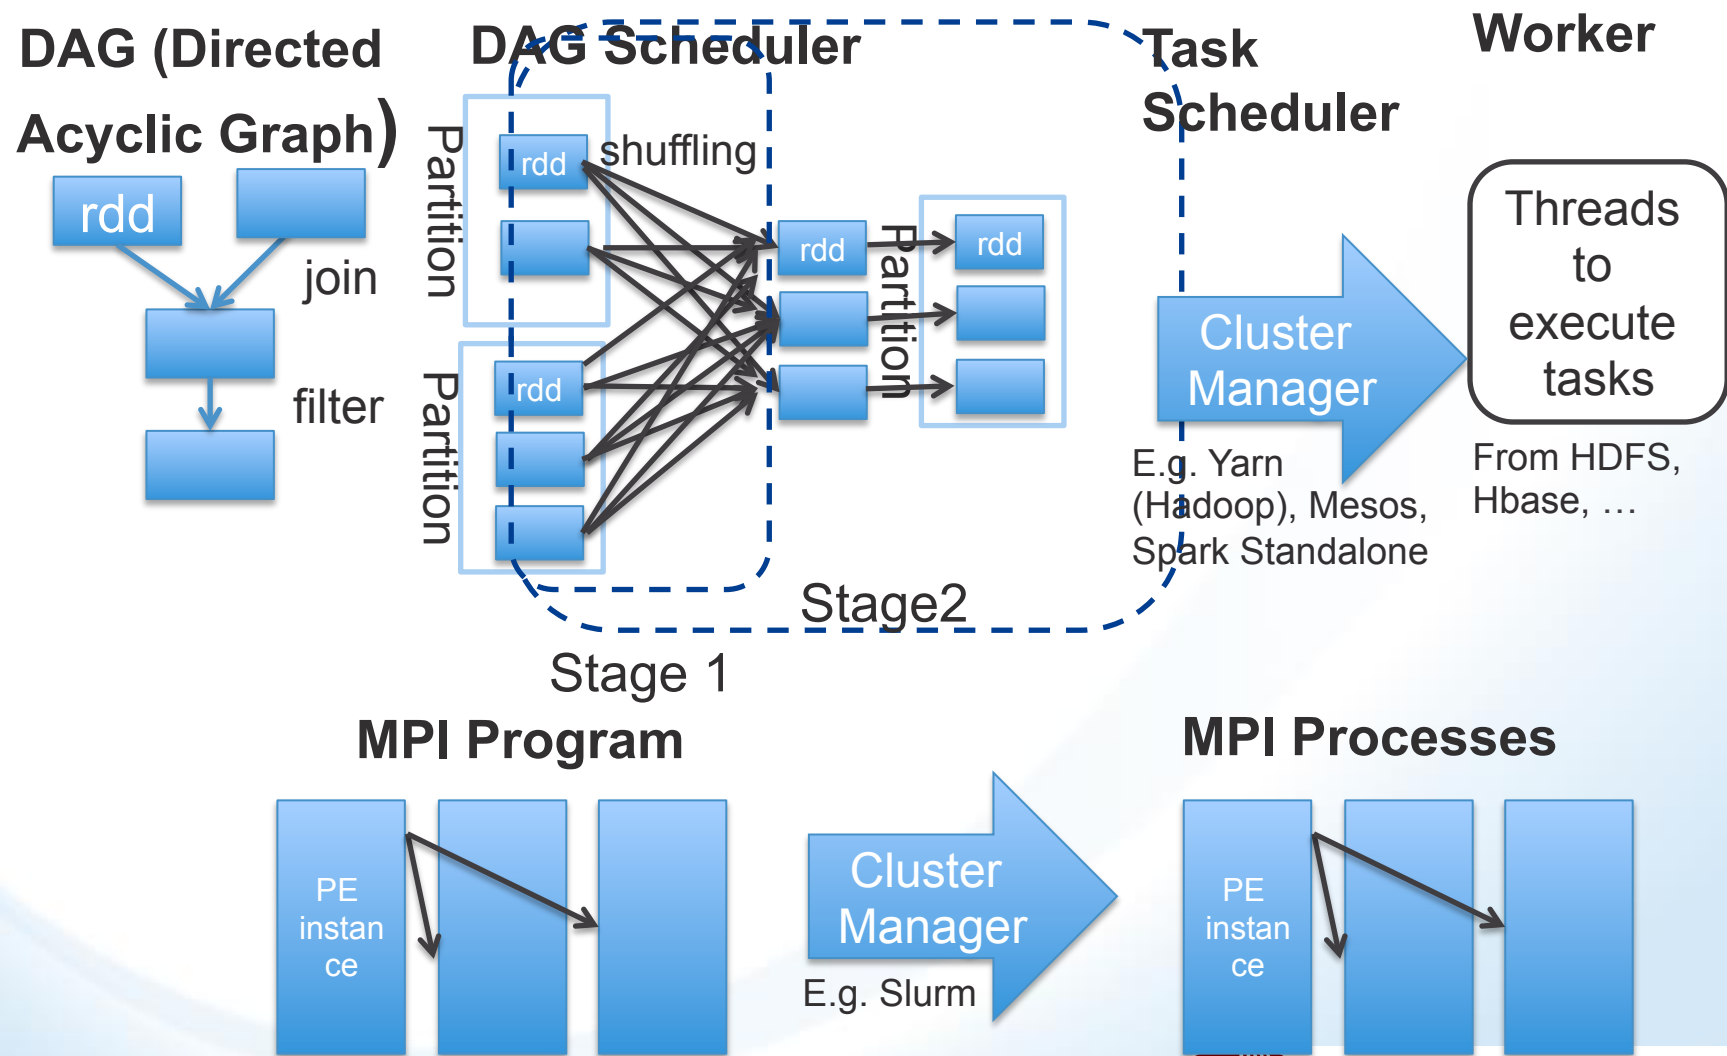 DAG (Directed
Acyclic Graph)
rdd
join
filter
DAG Scheduler
Partition
rdd
shuffling
Partition
rdd
rdd
Partition
rdd
Stage2
Stage 1
Task
Scheduler
Cluster
Manager
E.g. Yarn
(Hadoop), Mesos,
Spark Standalone
Worker
Threads
to
execute
tasks
From HDFS,
Hbase, …
MPI Program
PE
instan
ce
Cluster
Manager
E.g. Slurm
MPI Processes
PE
instan
ce